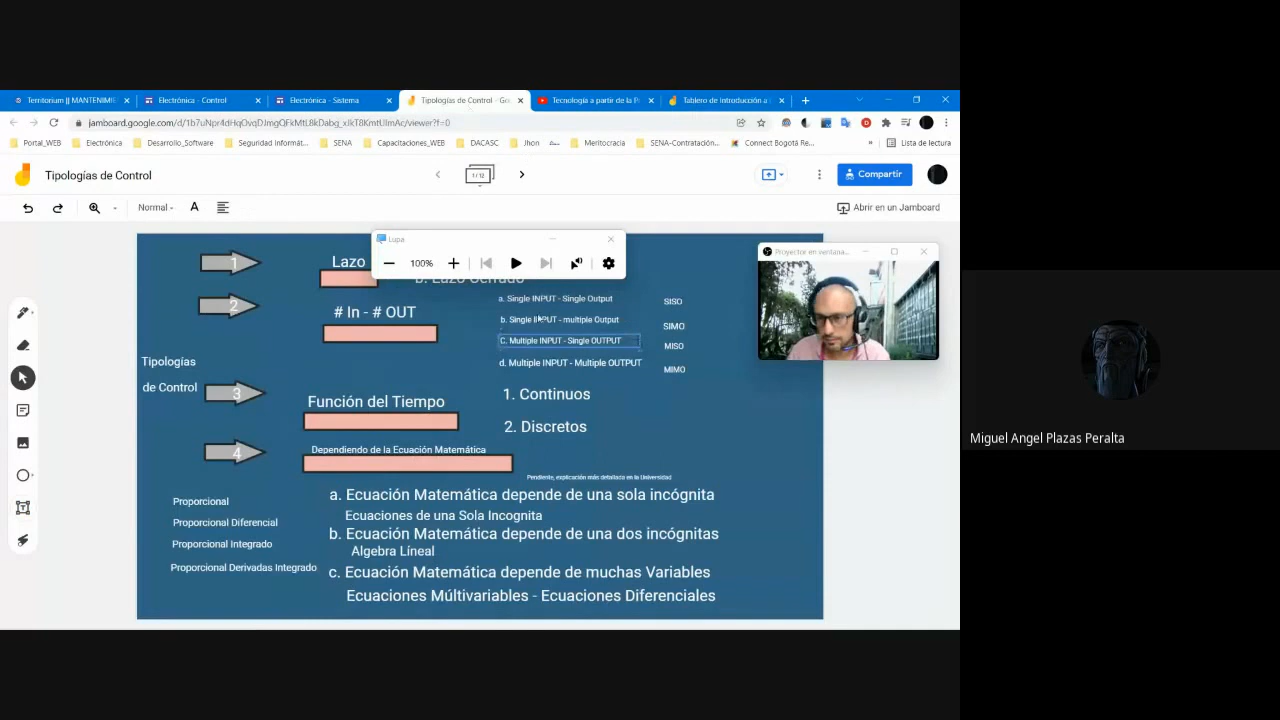 Territorium || MANTENIMIE
Electrónica - Control
Electrónica - Sistema
Tipologías de Control - Go
Tecnología a partir de la P
Tablero de Introducción a
Portal_WEB
Electrónica
Desarrollo_Software
Seguridad Informát...
SENA
Capacitaciones_WEB
DACASC
Jhon
Meritocracia
SENA-Contratación...
Connect Bogotá Re...
»
Lista de lectura
Tipologías de Control
1 / 12
Compartir
Normal
A
Abrir en un Jamboard
Lupa
100%
Proyector en ventana...
1
Lazo
b. Lazo Cerrado
2
# In - # OUT
a. Single INPUT - Single Output
SISO
b. Single INPUT - multiple Output
SIMO
C. Multiple INPUT - Single OUTPUT
MISO
d. Multiple INPUT - Multiple OUTPUT
MIMO
Tipologías
de Control
3
Función del Tiempo
1. Continuos
2. Discretos
4
Dependiendo de la Ecuación Matemática
Pendiente, explicación más detallada en la Universidad
Proporcional
Proporcional Diferencial
Proporcional Integrado
Proporcional Derivadas Integrado
a. Ecuación Matemática depende de una sola incógnita
Ecuaciones de una Sola Incognita
b. Ecuación Matemática depende de una dos incógnitas
Algebra Líneal
c. Ecuación Matemática depende de muchas Variables
Ecuaciones Múltivariables - Ecuaciones Diferenciales
Miguel Angel Plazas Peralta